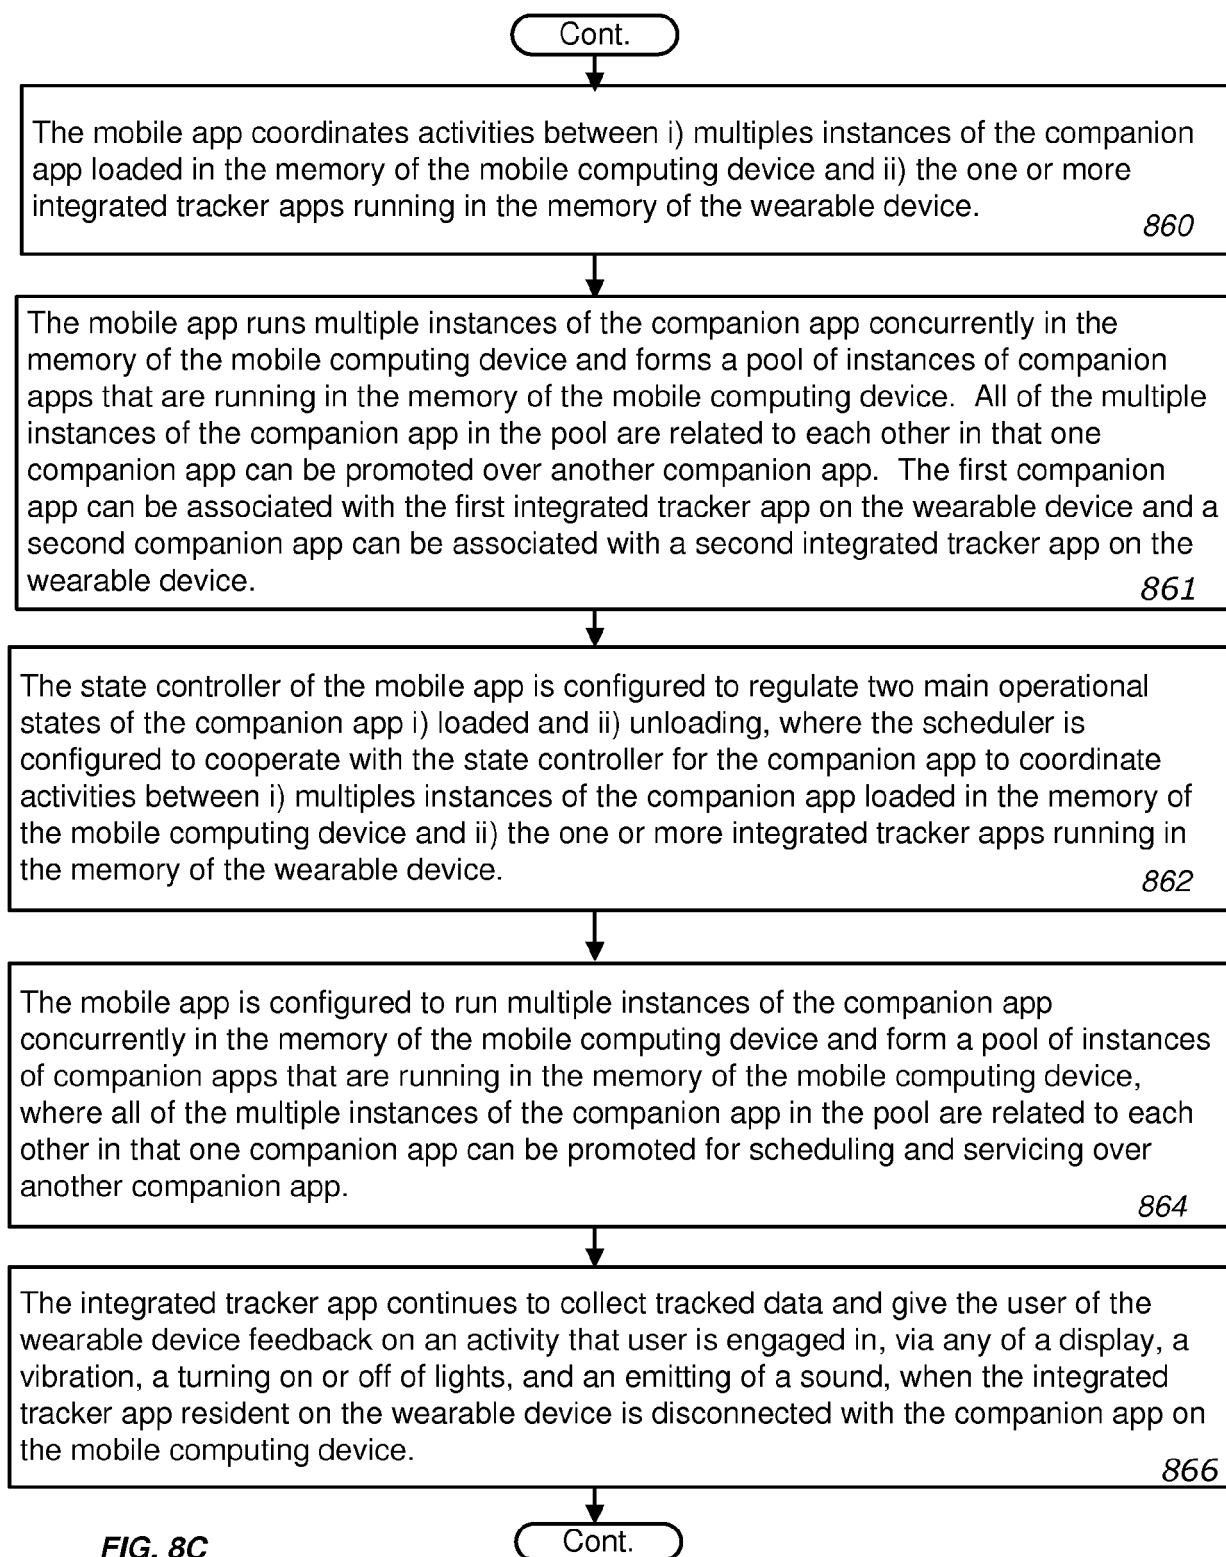 Cont.
The mobile app coordinates activities between i) multiples instances of the companion
app loaded in the memory of the mobile computing device and ii) the one or more
integrated tracker apps running in the memory of the wearable device.
860
The mobile app runs multiple instances of the companion app concurrently in the
memory of the mobile computing device and forms a pool of instances of companion
apps that are running in the memory of the mobile computing device.  All of the multiple
instances of the companion app in the pool are related to each other in that one
companion app can be promoted over another companion app.  The first companion
app can be associated with the first integrated tracker app on the wearable device and a
second companion app can be associated with a second integrated tracker app on the
wearable device.
861
The state controller of the mobile app is configured to regulate two main operational
states of the companion app i) loaded and ii) unloading, where the scheduler is
configured to cooperate with the state controller for the companion app to coordinate
activities between i) multiples instances of the companion app loaded in the memory of
the mobile computing device and ii) the one or more integrated tracker apps running in
the memory of the wearable device.
862
The mobile app is configured to run multiple instances of the companion app
concurrently in the memory of the mobile computing device and form a pool of instances
of companion apps that are running in the memory of the mobile computing device,
where all of the multiple instances of the companion app in the pool are related to each
other in that one companion app can be promoted for scheduling and servicing over
another companion app.
864
The integrated tracker app continues to collect tracked data and give the user of the
wearable device feedback on an activity that user is engaged in, via any of a display, a
vibration, a turning on or off of lights, and an emitting of a sound, when the integrated
tracker app resident on the wearable device is disconnected with the companion app on
the mobile computing device.
866
FIG. 8C
Cont.